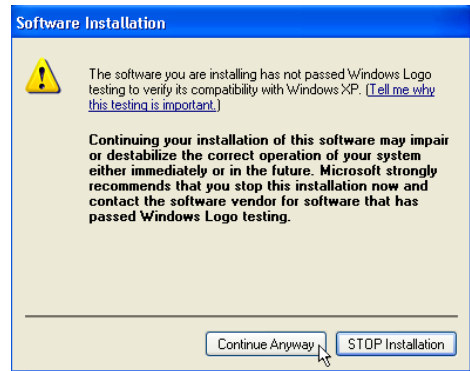 Software Installation
The software you are installing has not passed Windows Logo
testing to verify its compatibility with Windows XP. (Tell me why
this testing is important.)
Continuing your installation of this software may impair
or destabilize the correct operation of your system
either immediately or in the future. Microsoft strongly
recommends that you stop this installation now and
contact the software vendor for software that has
passed Windows Logo testing.
Continue Anyway STOP Installation